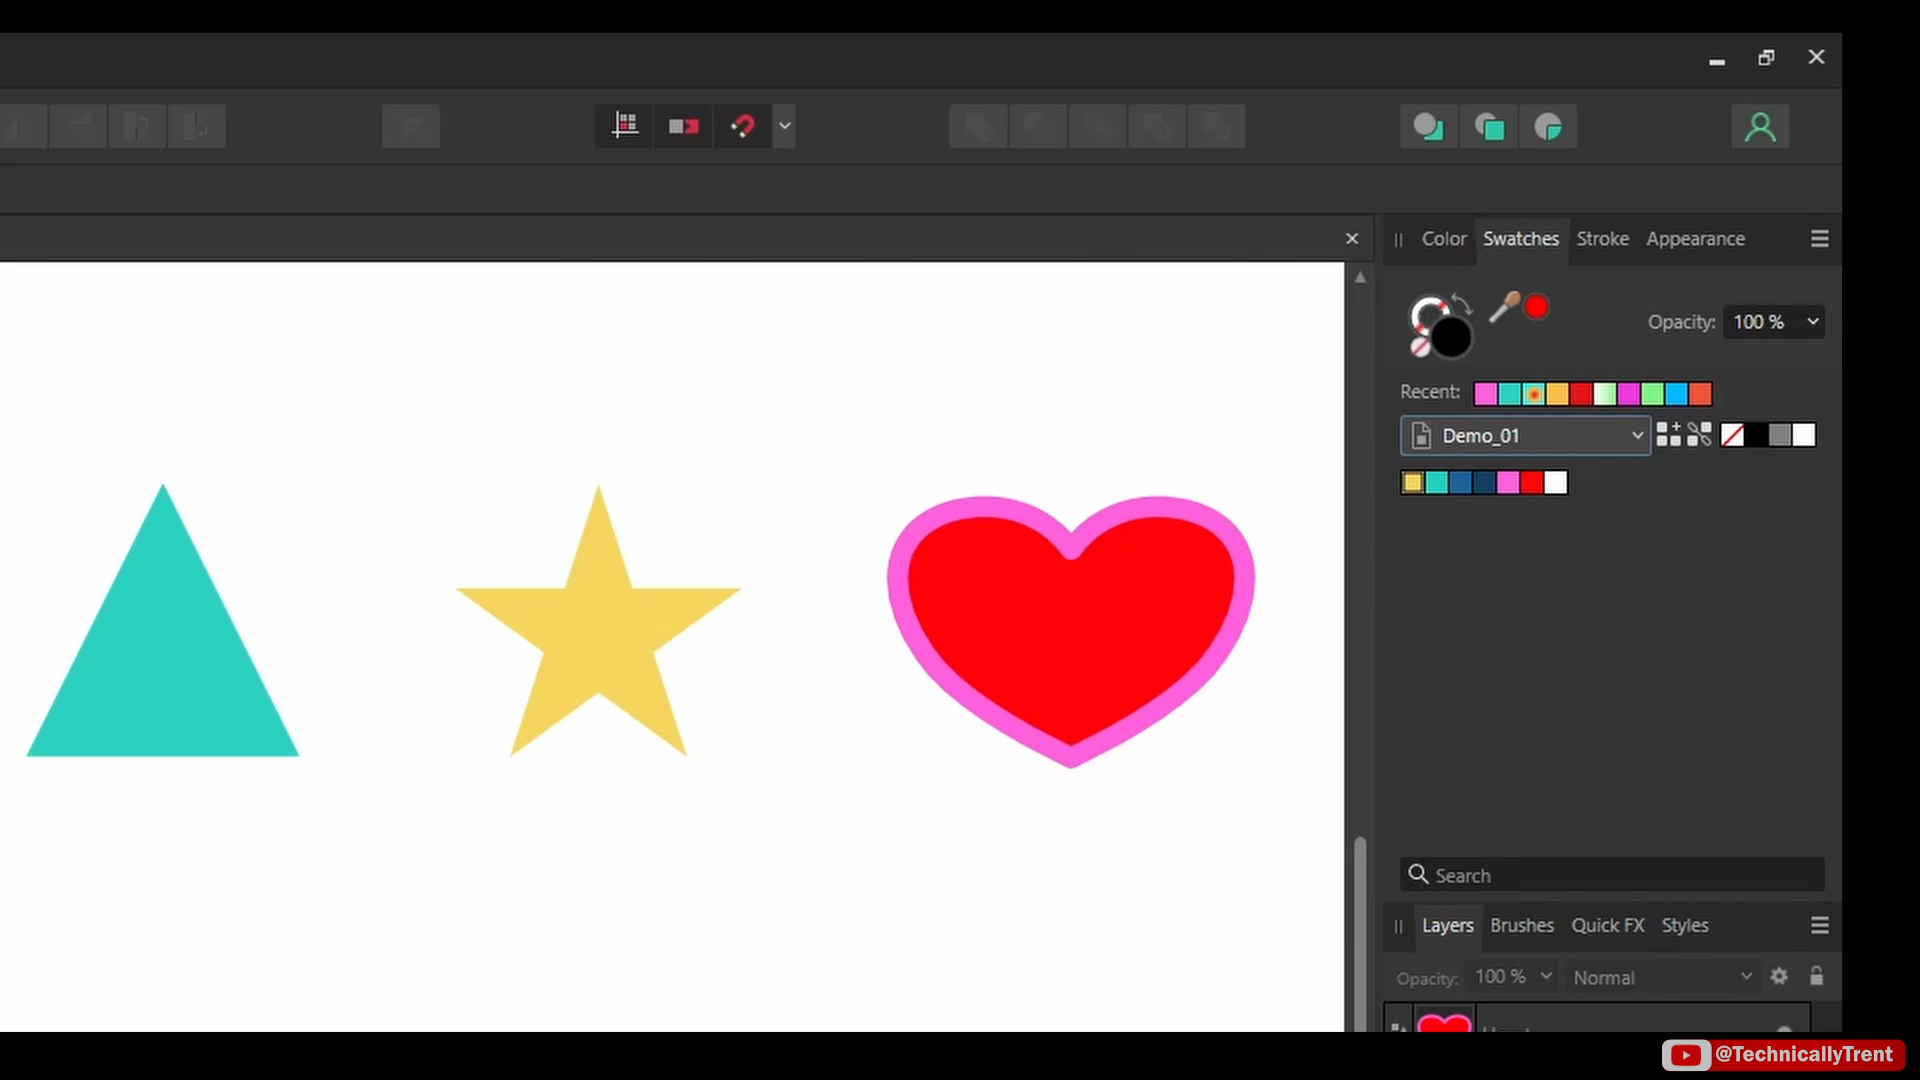 Color Swatches Stroke Appearance
Opacity: 100 %
Recent:
Demo_01
Search
Layers Brushes Quick FX Styles
Opacity: 100 % Normal
@TechnicallyTrent